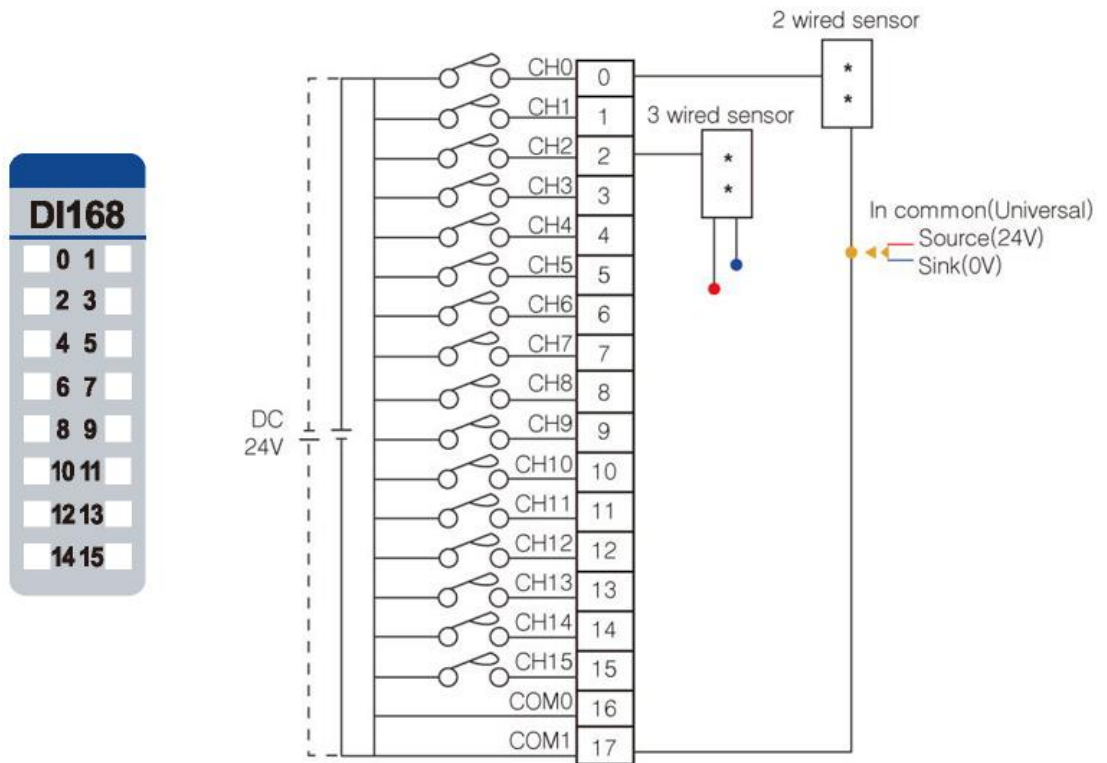 DI168
0 1
2 3
4 5
6 7
8 9
10 11
12 13
14 15
DC
24V
CH0
CH1
CH2
CH3
CH4
CH5
CH6
CH7
CH8
CH9
CH10
CH11
CH12
CH13
CH14
CH15
COM0
COM1
0
1
2
3
4
5
6
7
8
9
10
11
12
13
14
15
16
17
2 wired sensor
*
*
3 wired sensor
*
*
In common(Universal)
Source(24V)
Sink(0V)